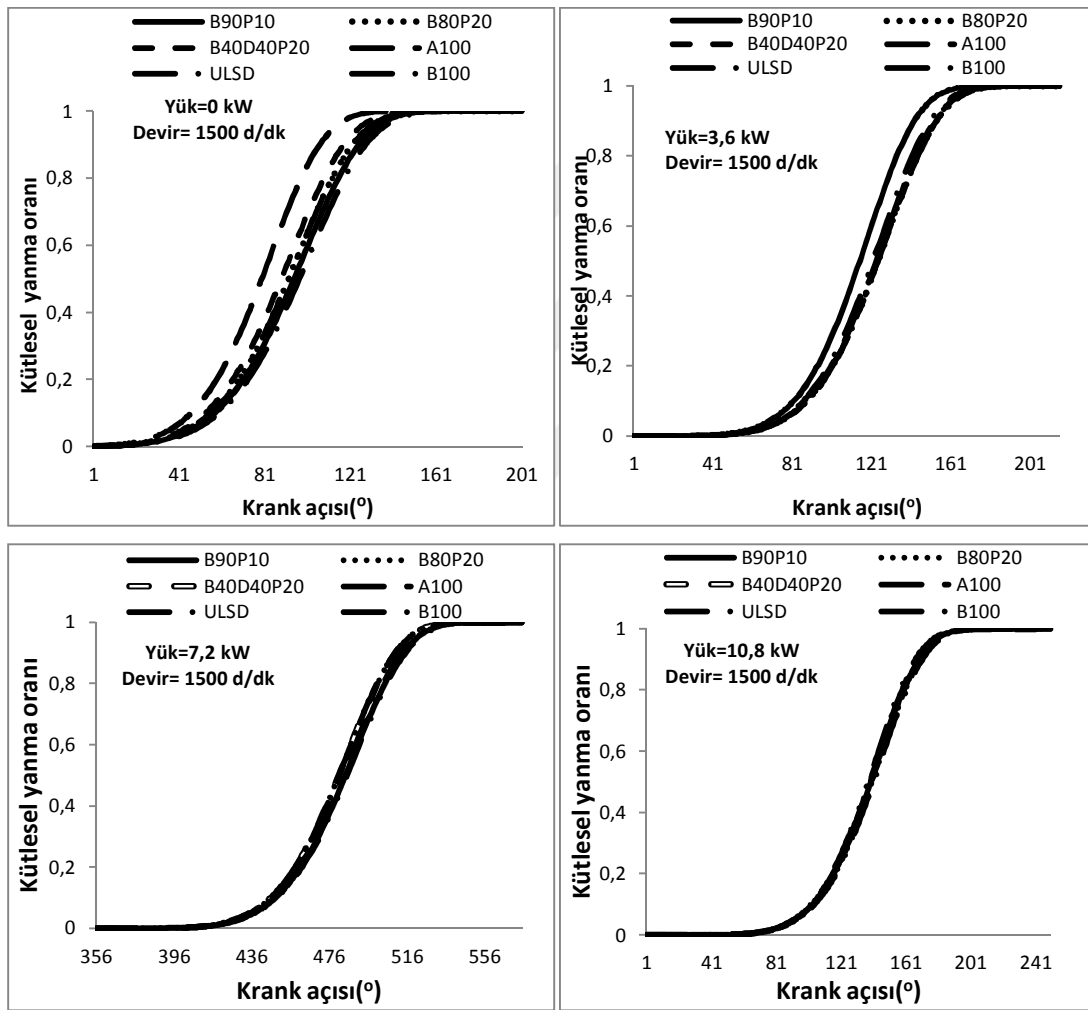 B90P10 B80P20
B40D40P20 A100
ULSD B100
Yük=0 kW
Devir= 1500 d/dk
Kütlesel yanma oranı
1
0,8
0,6
0,4
0,2
0
1 41 81 121 161 201
Krank açısı(º)
B90P10 B80P20
B40D40P20 A100
ULSD B100
Yük=3,6 kW
Devir= 1500 d/dk
Kütlesel yanma oranı
1
0,8
0,6
0,4
0,2
0
1 41 81 121 161 201
Krank açısı(º)
B90P10 B80P20
B40D40P20 A100
ULSD B100
Yük=7,2 kW
Devir= 1500 d/dk
Kütlesel yanma oranı
1
0,8
0,6
0,4
0,2
0
356 396 436 476 516 556
Krank açısı(º)
B90P10 B80P20
B40D40P20 A100
ULSD B100
Yük=10,8 kW
Devir= 1500 d/dk
Kütlesel yanma oranı
1
0,8
0,6
0,4
0,2
0
1 41 81 121 161 201 241
Krank açısı(º)